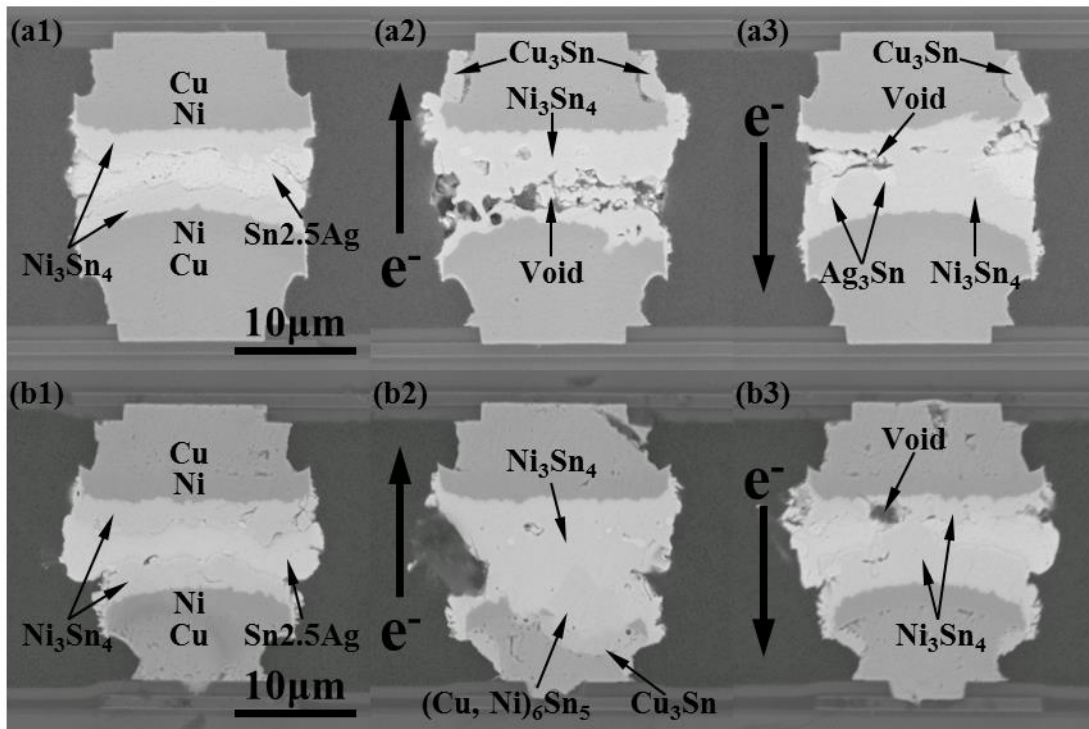 (a1)
Cu
Ni
Ni
Cu
Ni₃Sn₄
Sn2.5Ag
10μm
(a2)
Cu₃Sn
Ni₃Sn₄
e⁻
Void
(a3)
Cu₃Sn
Void
e⁻
Ag₃Sn
Ni₃Sn₄
(b1)
Cu
Ni
Ni
Cu
Ni₃Sn₄
Sn2.5Ag
10μm
(b2)
Ni₃Sn₄
e⁻
(Cu, Ni)₆Sn₅
Cu₃Sn
(b3)
Void
e⁻
Ni₃Sn₄